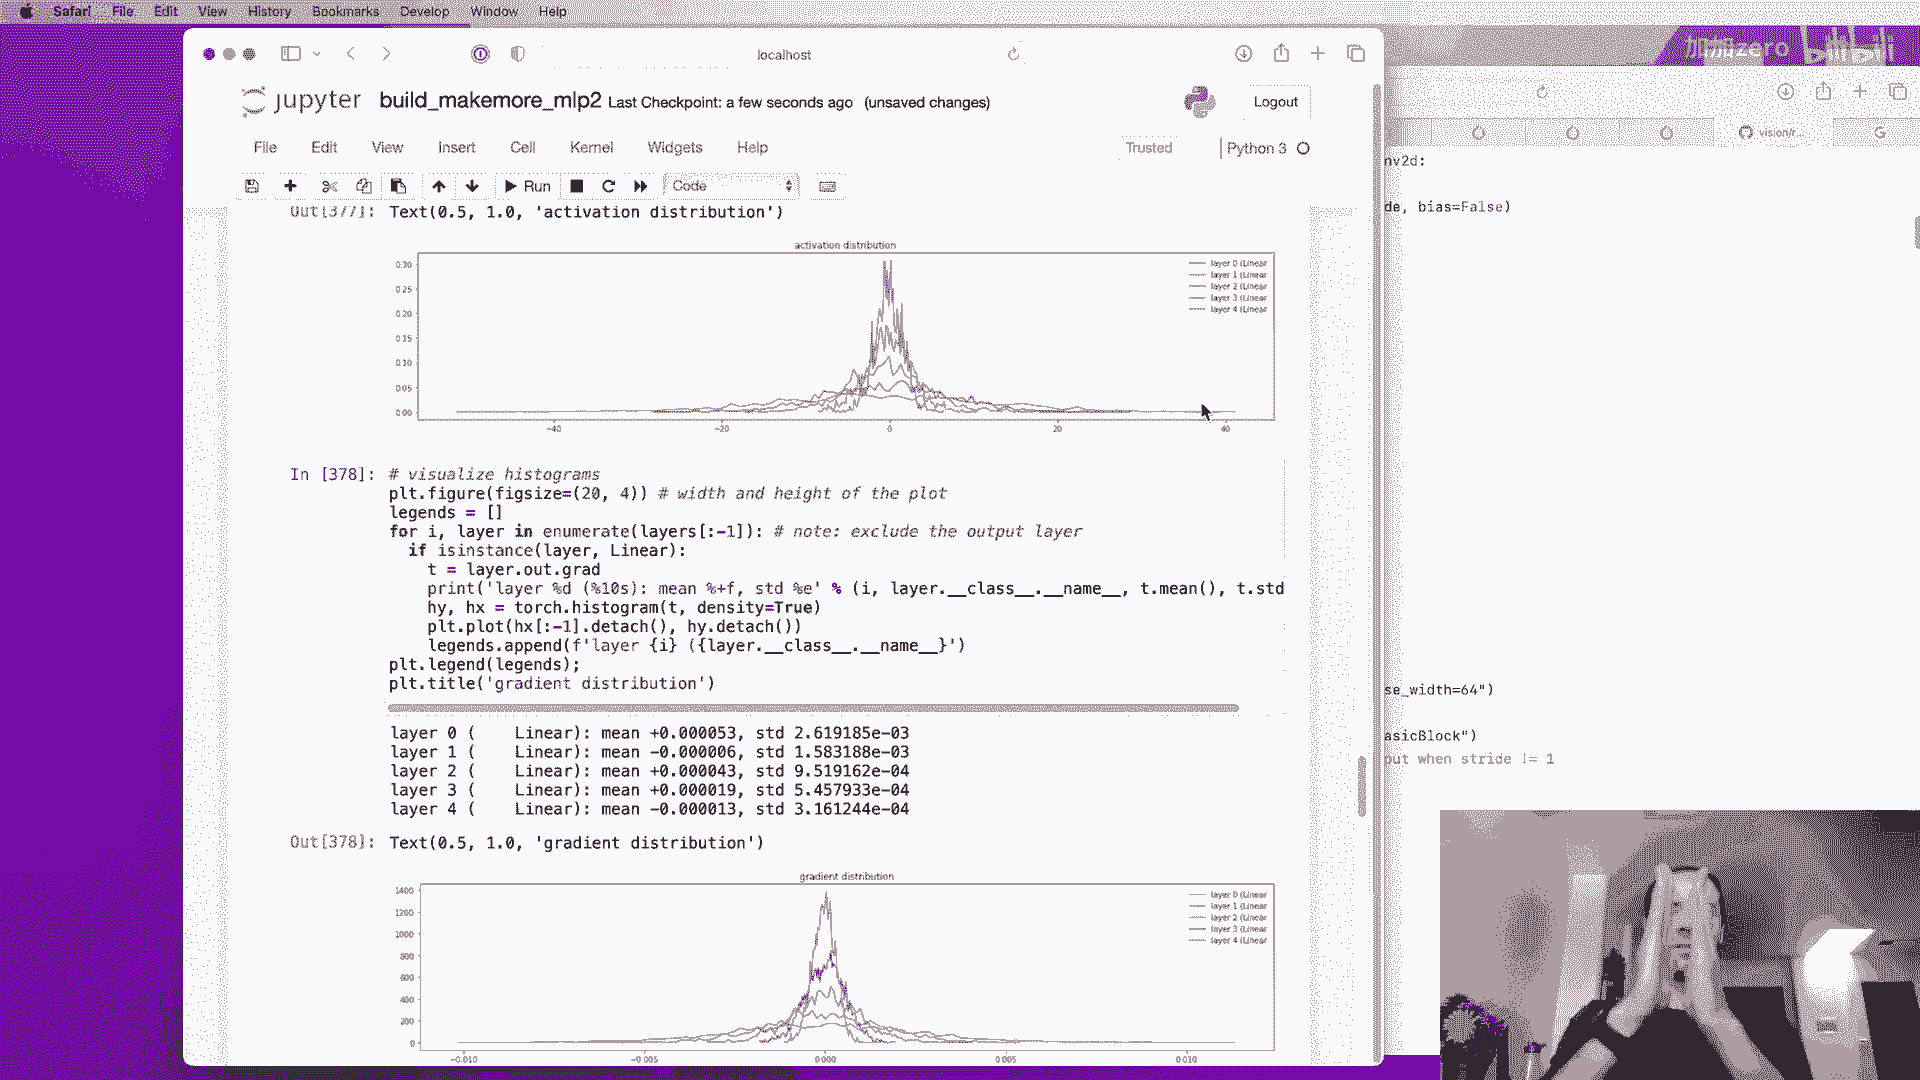 Safari File Edit View History Bookmarks Develop Window Help
加加zero bilibili
localhost
jupyter build_makemore_mlp2 Last Checkpoint: a few seconds ago (unsaved changes)
Logout
File Edit View Insert Cell Kernel Widgets Help
Trusted Python 3
Run Code
vision/r...
nv2d:
de, bias=False)
Out[377]: Text(0.5, 1.0, 'activation distribution')
activation distribution
0.30
0.25
0.20
0.15
0.10
0.05
0.00
−40 −20 0 20 40
layer 0 (Linear
layer 1 (Linear
layer 2 (Linear
layer 3 (Linear
layer 4 (Linear
In [378]: # visualize histograms
plt.figure(figsize=(20, 4)) # width and height of the plot
legends = []
for i, layer in enumerate(layers[:-1]): # note: exclude the output layer
if isinstance(layer, Linear):
t = layer.out.grad
print('layer %d (%10s): mean %+f, std %e' % (i, layer.__class__.__name__, t.mean(), t.std
hy, hx = torch.histogram(t, density=True)
plt.plot(hx[:-1].detach(), hy.detach())
legends.append(f'layer {i} ({layer.__class__.__name__}')
plt.legend(legends);
plt.title('gradient distribution')
se_width=64")
asicBlock")
put when stride != 1
layer 0 (    Linear): mean +0.000053, std 2.619185e-03
layer 1 (    Linear): mean -0.000006, std 1.583188e-03
layer 2 (    Linear): mean +0.000043, std 9.519162e-04
layer 3 (    Linear): mean +0.000019, std 5.457933e-04
layer 4 (    Linear): mean -0.000013, std 3.161244e-04
Out[378]: Text(0.5, 1.0, 'gradient distribution')
gradient distribution
1400
1200
1000
800
600
400
200
0
−0.010 −0.005 0.000 0.005 0.010
layer 0 (Linear
layer 1 (Linear
layer 2 (Linear
layer 3 (Linear
layer 4 (Linear